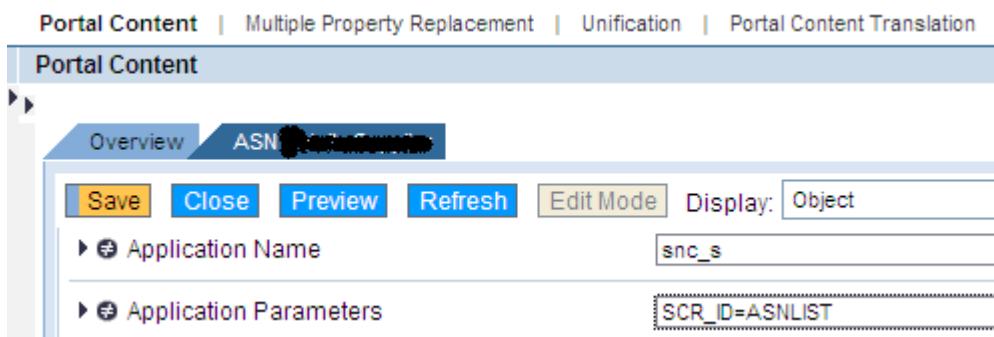 Portal Content | Multiple Property Replacement | Unification | Portal Content Translation
Portal Content
Overview ASN
Save Close Preview Refresh Edit Mode Display: Object
Application Name snc_s
Application Parameters SCR_ID=ASNLIST